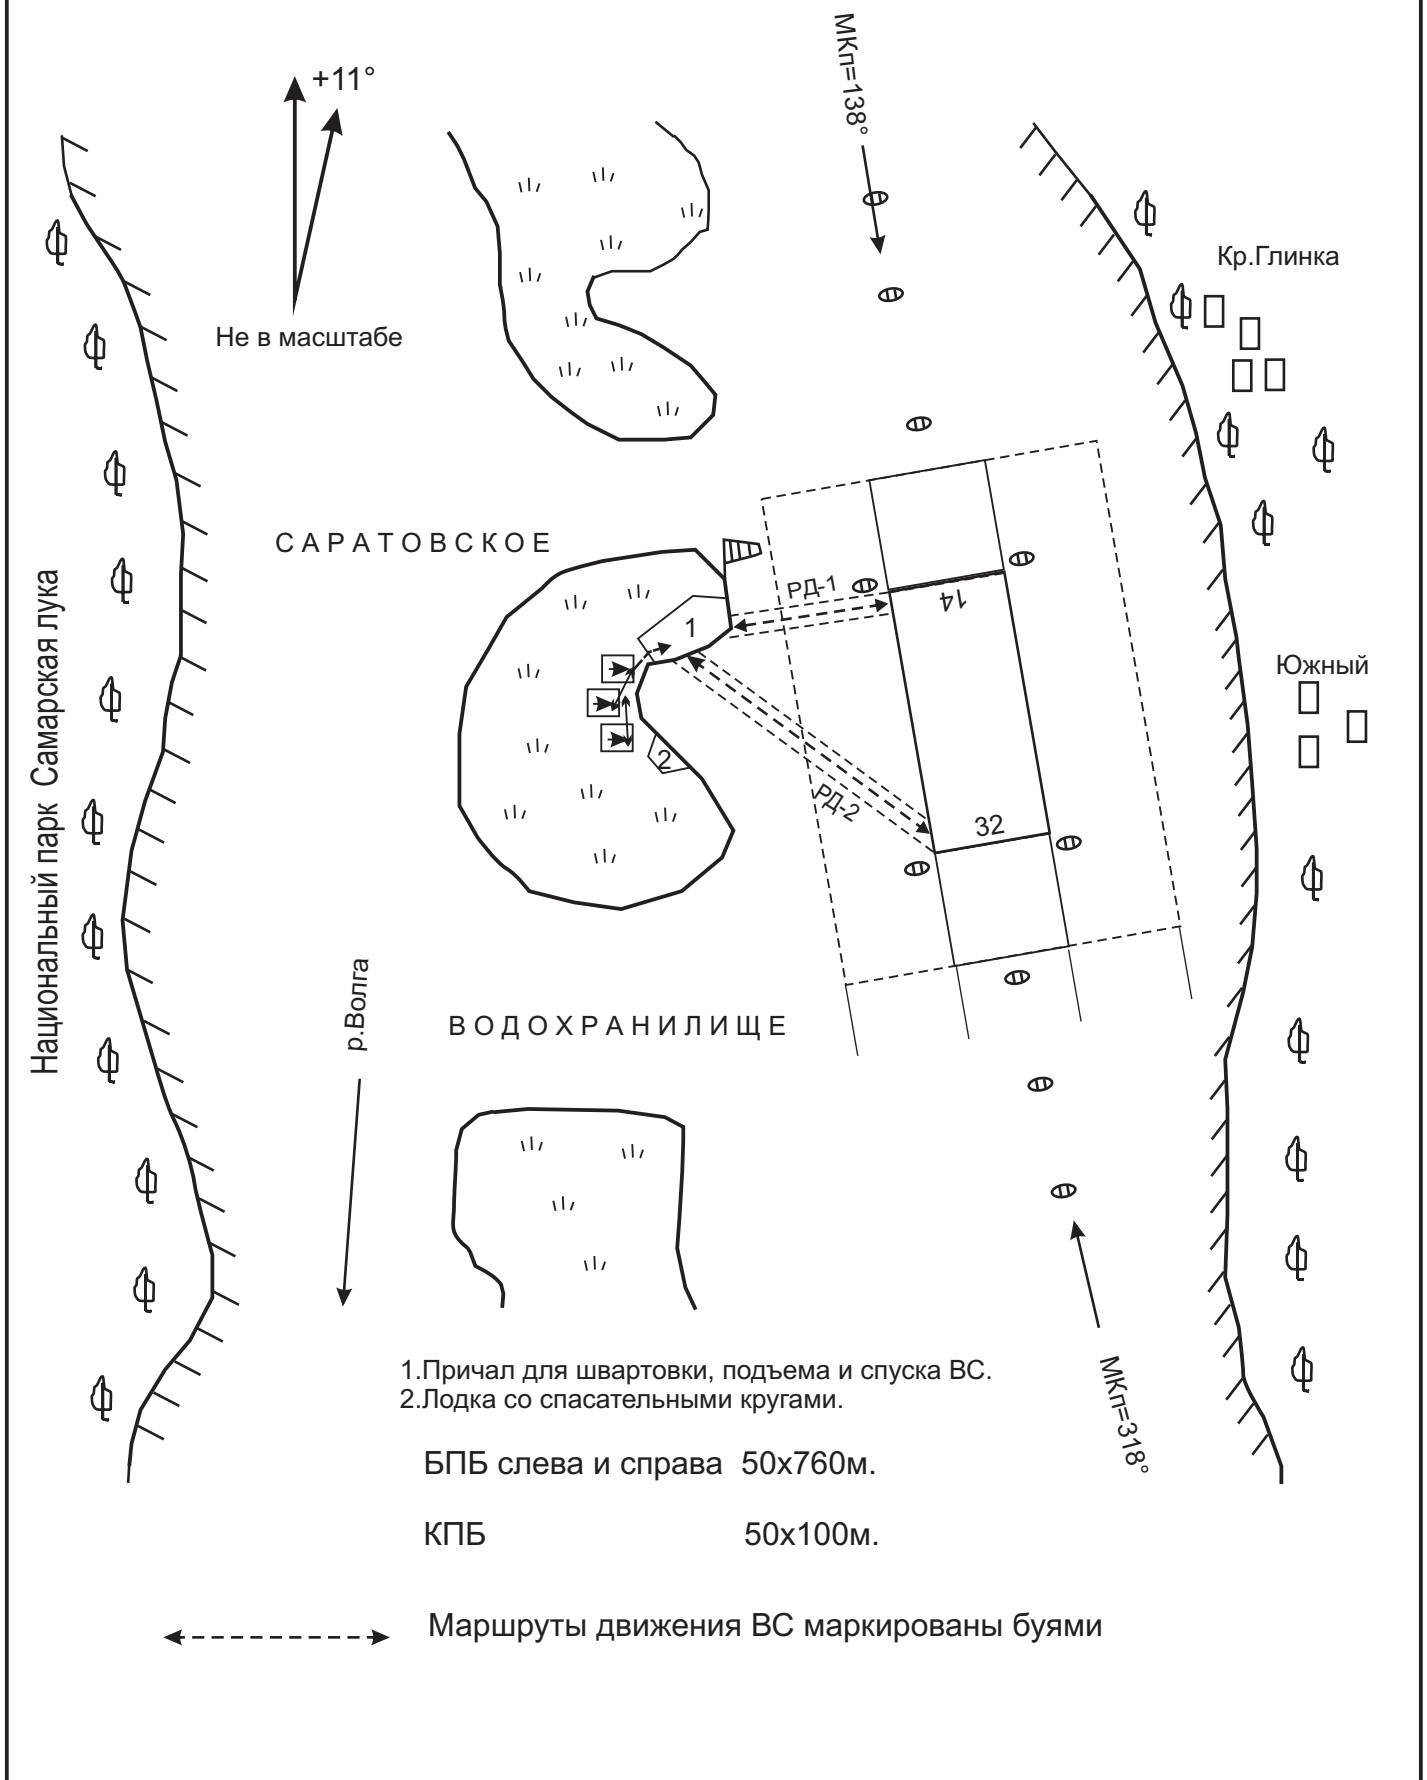 МКп=138°
+11°
Кр.Глинка
Не в масштабе
САРАТОВСКОЕ
РД-1
14
1
Национальный парк Самарская лука
Южный
2
РД-2
32
р.Волга
ВОДОХРАНИЛИЩЕ
МКп=318°
1.Причал для швартовки, подъема и спуска ВС.
2.Лодка со спасательными кругами.
БПБ слева и справа 50х760м.
КПБ 50х100м.
Маршруты движения ВС маркированы буями